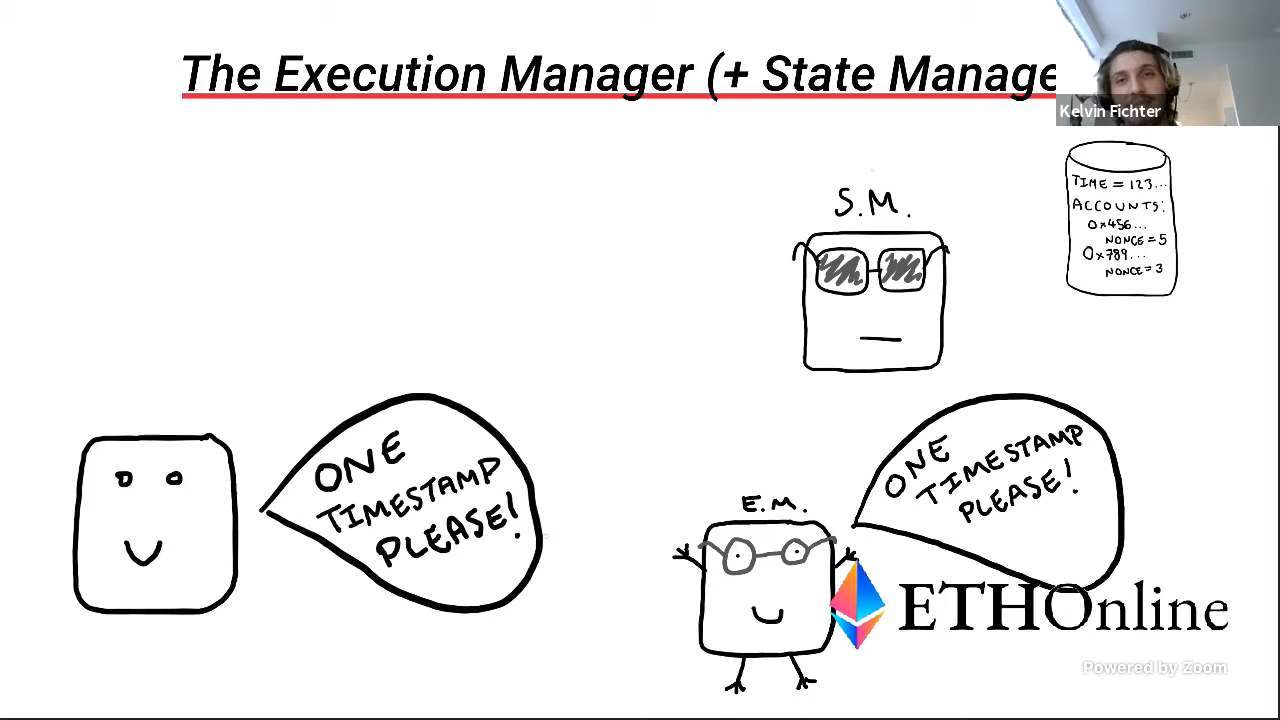 The Execution Manager (+ State Manage
Kelvin Fichter
TIME = 123...
ACCOUNTS:
0x456...
NONCE = 5
0x789...
NONCE = 3
S.M.
ONE
TIMESTAMP
PLEASE!
E.M.
ONE
TIMESTAMP
PLEASE!
ETHOnline
Powered by Zoom